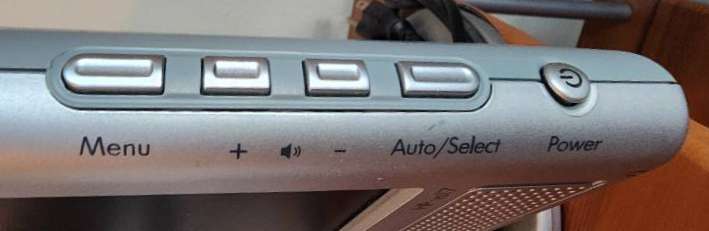 Menu + - Auto/Select Power